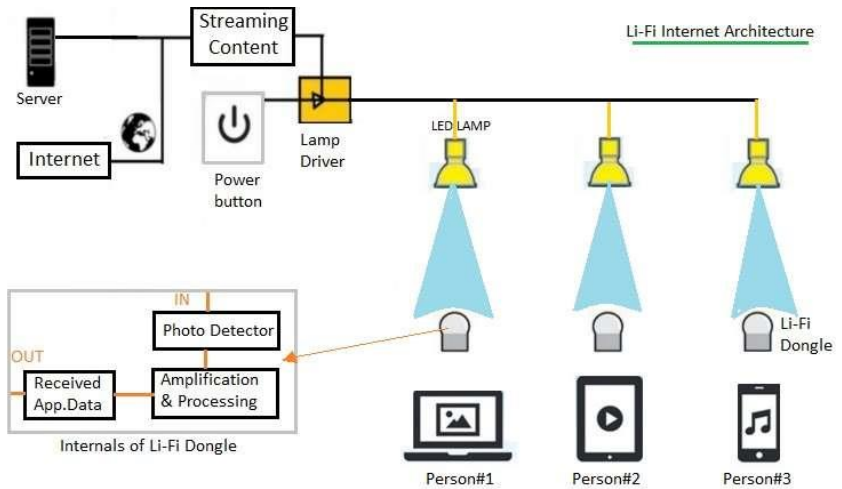 Streaming
Content
Li-Fi Internet Architecture
Server
Internet
Power
button
Lamp
Driver
LED LAMP
IN
Photo Detector
OUT
Received
App.Data
Amplification
& Processing
Internals of Li-Fi Dongle
Li-Fi
Dongle
Person#1
Person#2
Person#3